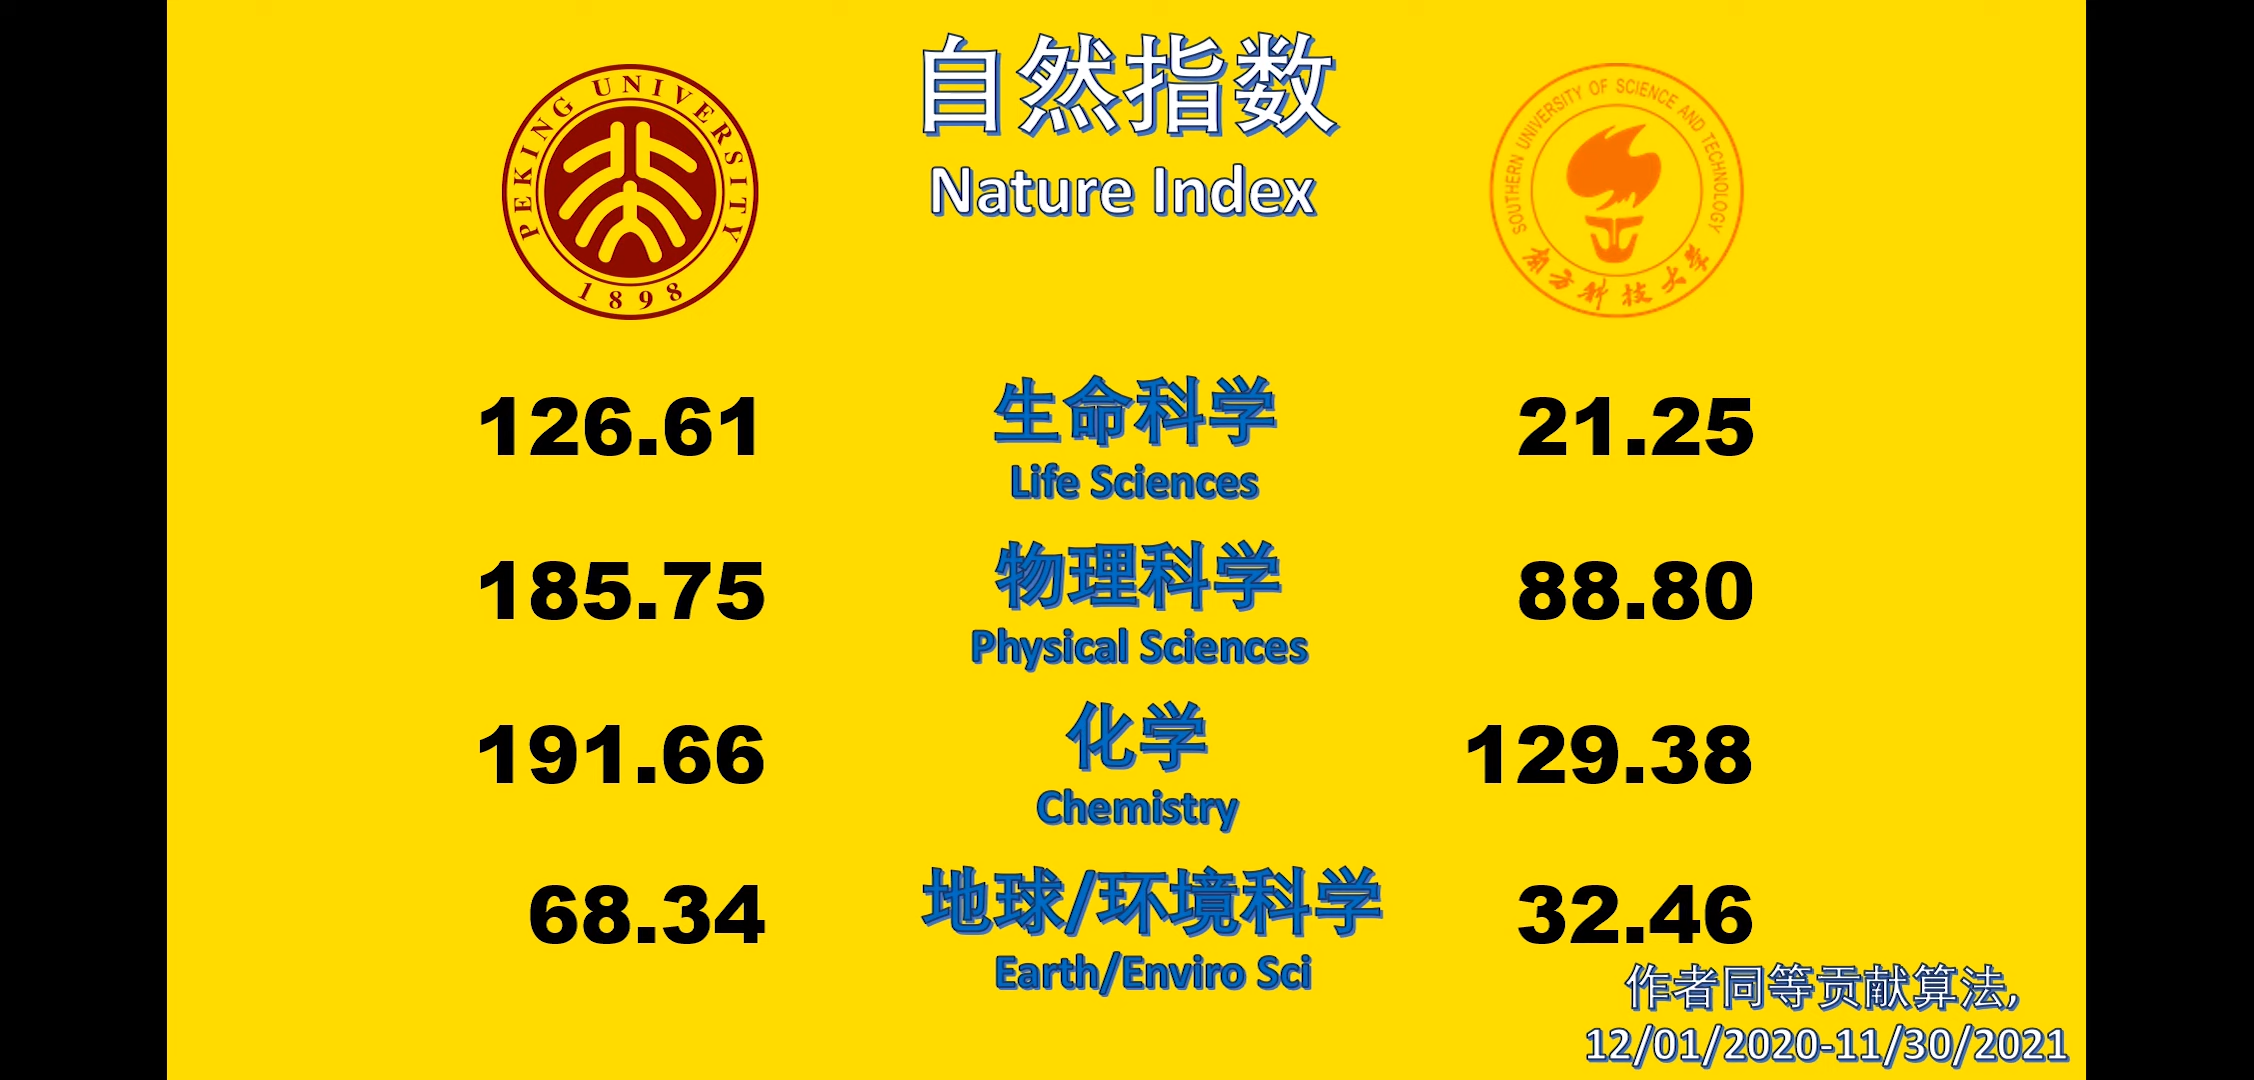 自然指数
Nature Index
PEKING UNIVERSITY
1898
SOUTHERN UNIVERSITY OF SCIENCE AND TECHNOLOGY
南方科技大学
126.61 生命科学 21.25
Life Sciences
185.75 物理科学 88.80
Physical Sciences
191.66 化学 129.38
Chemistry
68.34 地球/环境科学 32.46
Earth/Enviro Sci
作者同等贡献算法,
12/01/2020-11/30/2021